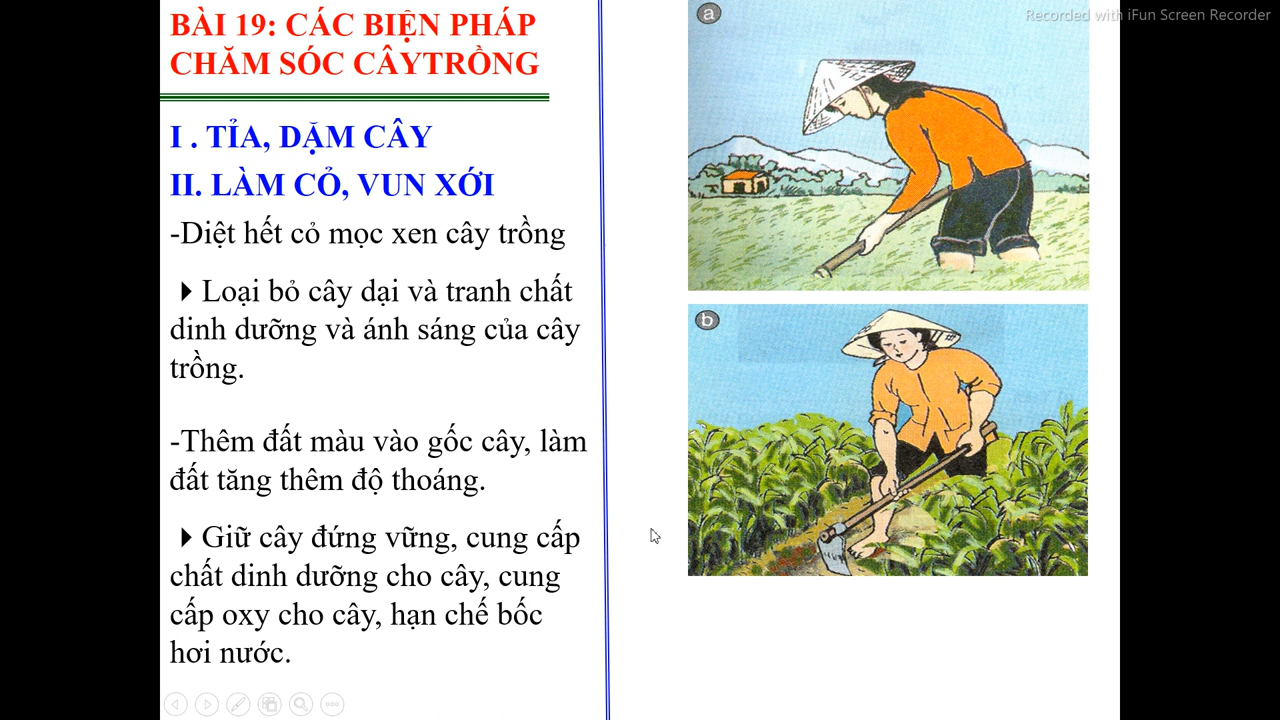 BÀI 19: CÁC BIỆN PHÁP
CHĂM SÓC CÂYTRỒNG
I . TỈA, DẶM CÂY
II. LÀM CỎ, VUN XỚI
-Diệt hết cỏ mọc xen cây trồng
Loại bỏ cây dại và tranh chất
dinh dưỡng và ánh sáng của cây
trồng.
-Thêm đất màu vào gốc cây, làm
đất tăng thêm độ thoáng.
Giữ cây đứng vững, cung cấp
chất dinh dưỡng cho cây, cung
cấp oxy cho cây, hạn chế bốc
hơi nước.
a
Recorded with iFun Screen Recorder
b